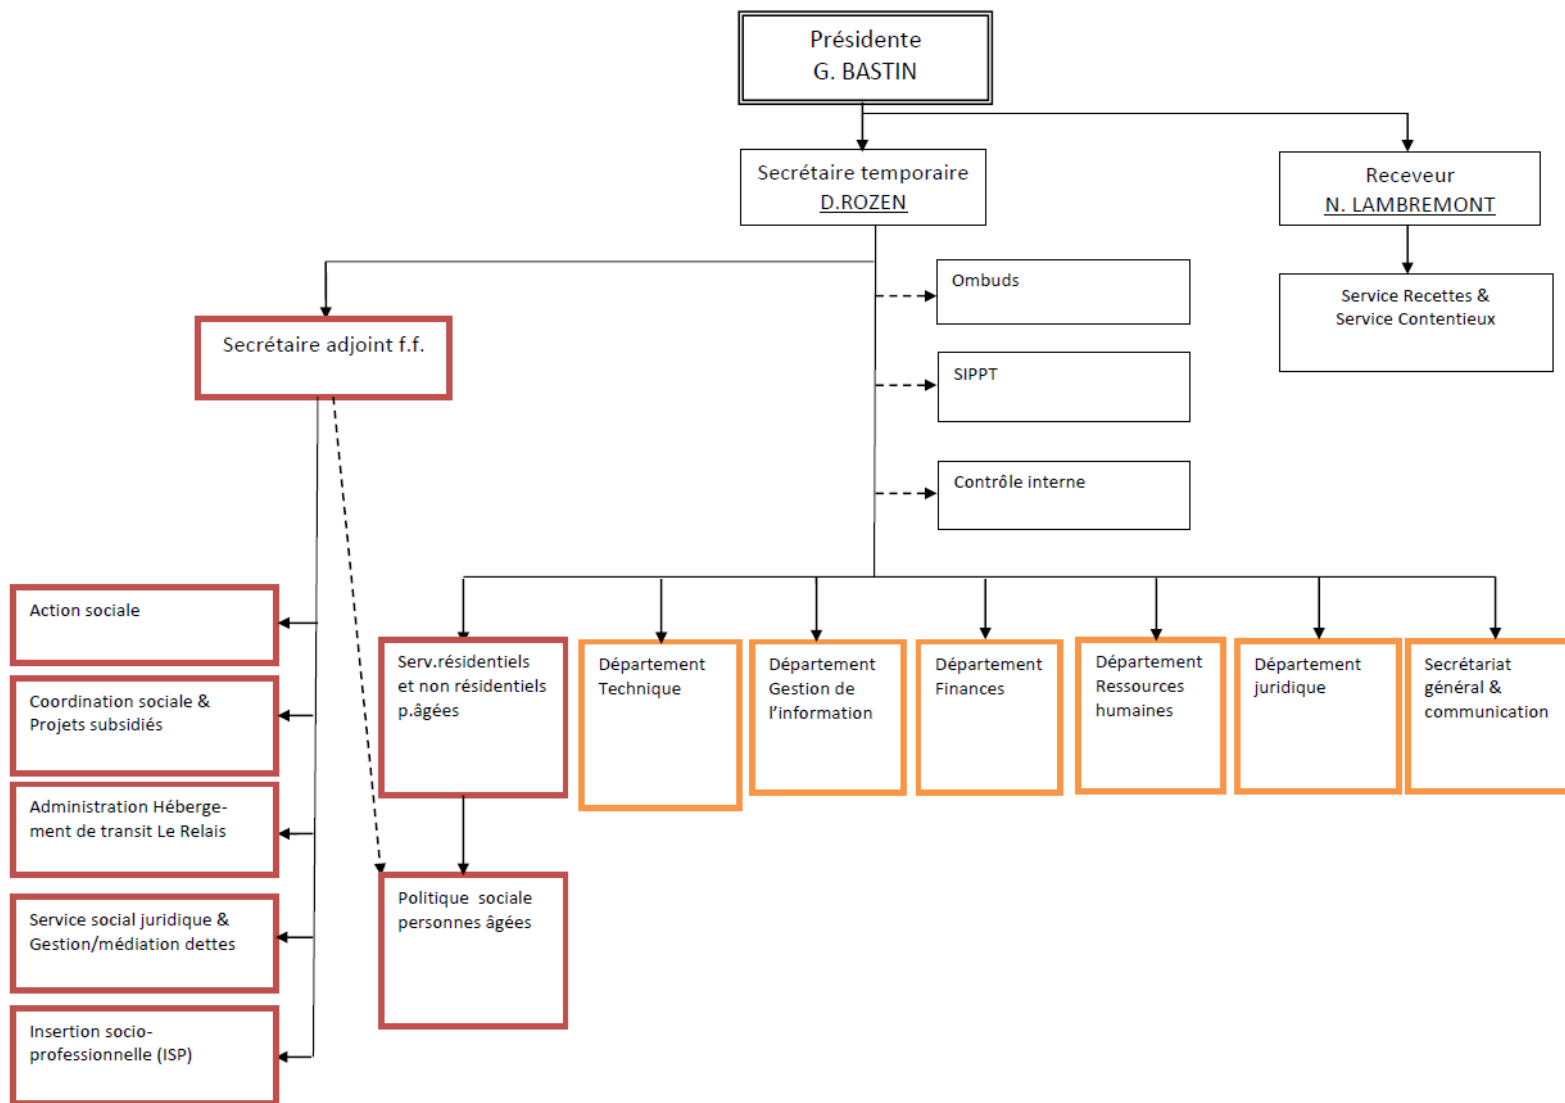 Présidente
G. BASTIN
Secrétaire temporaire
D.ROZEN
Receveur
N. LAMBREMONT
Ombuds
Service Recettes &
Service Contentieux
Secrétaire adjoint f.f.
SIPPT
Contrôle interne
Action sociale
Coordination sociale &
Projets subsidiés
Administration Héberge-
ment de transit Le Relais
Service social juridique &
Gestion/médiation dettes
Insertion socio-
professionnelle (ISP)
Serv.résidentiels
et non résidentiels
p.âgées
Département
Technique
Département
Gestion de
l’information
Département
Finances
Département
Ressources
humaines
Département
juridique
Secrétariat
général &
communication
Politique sociale
personnes âgées